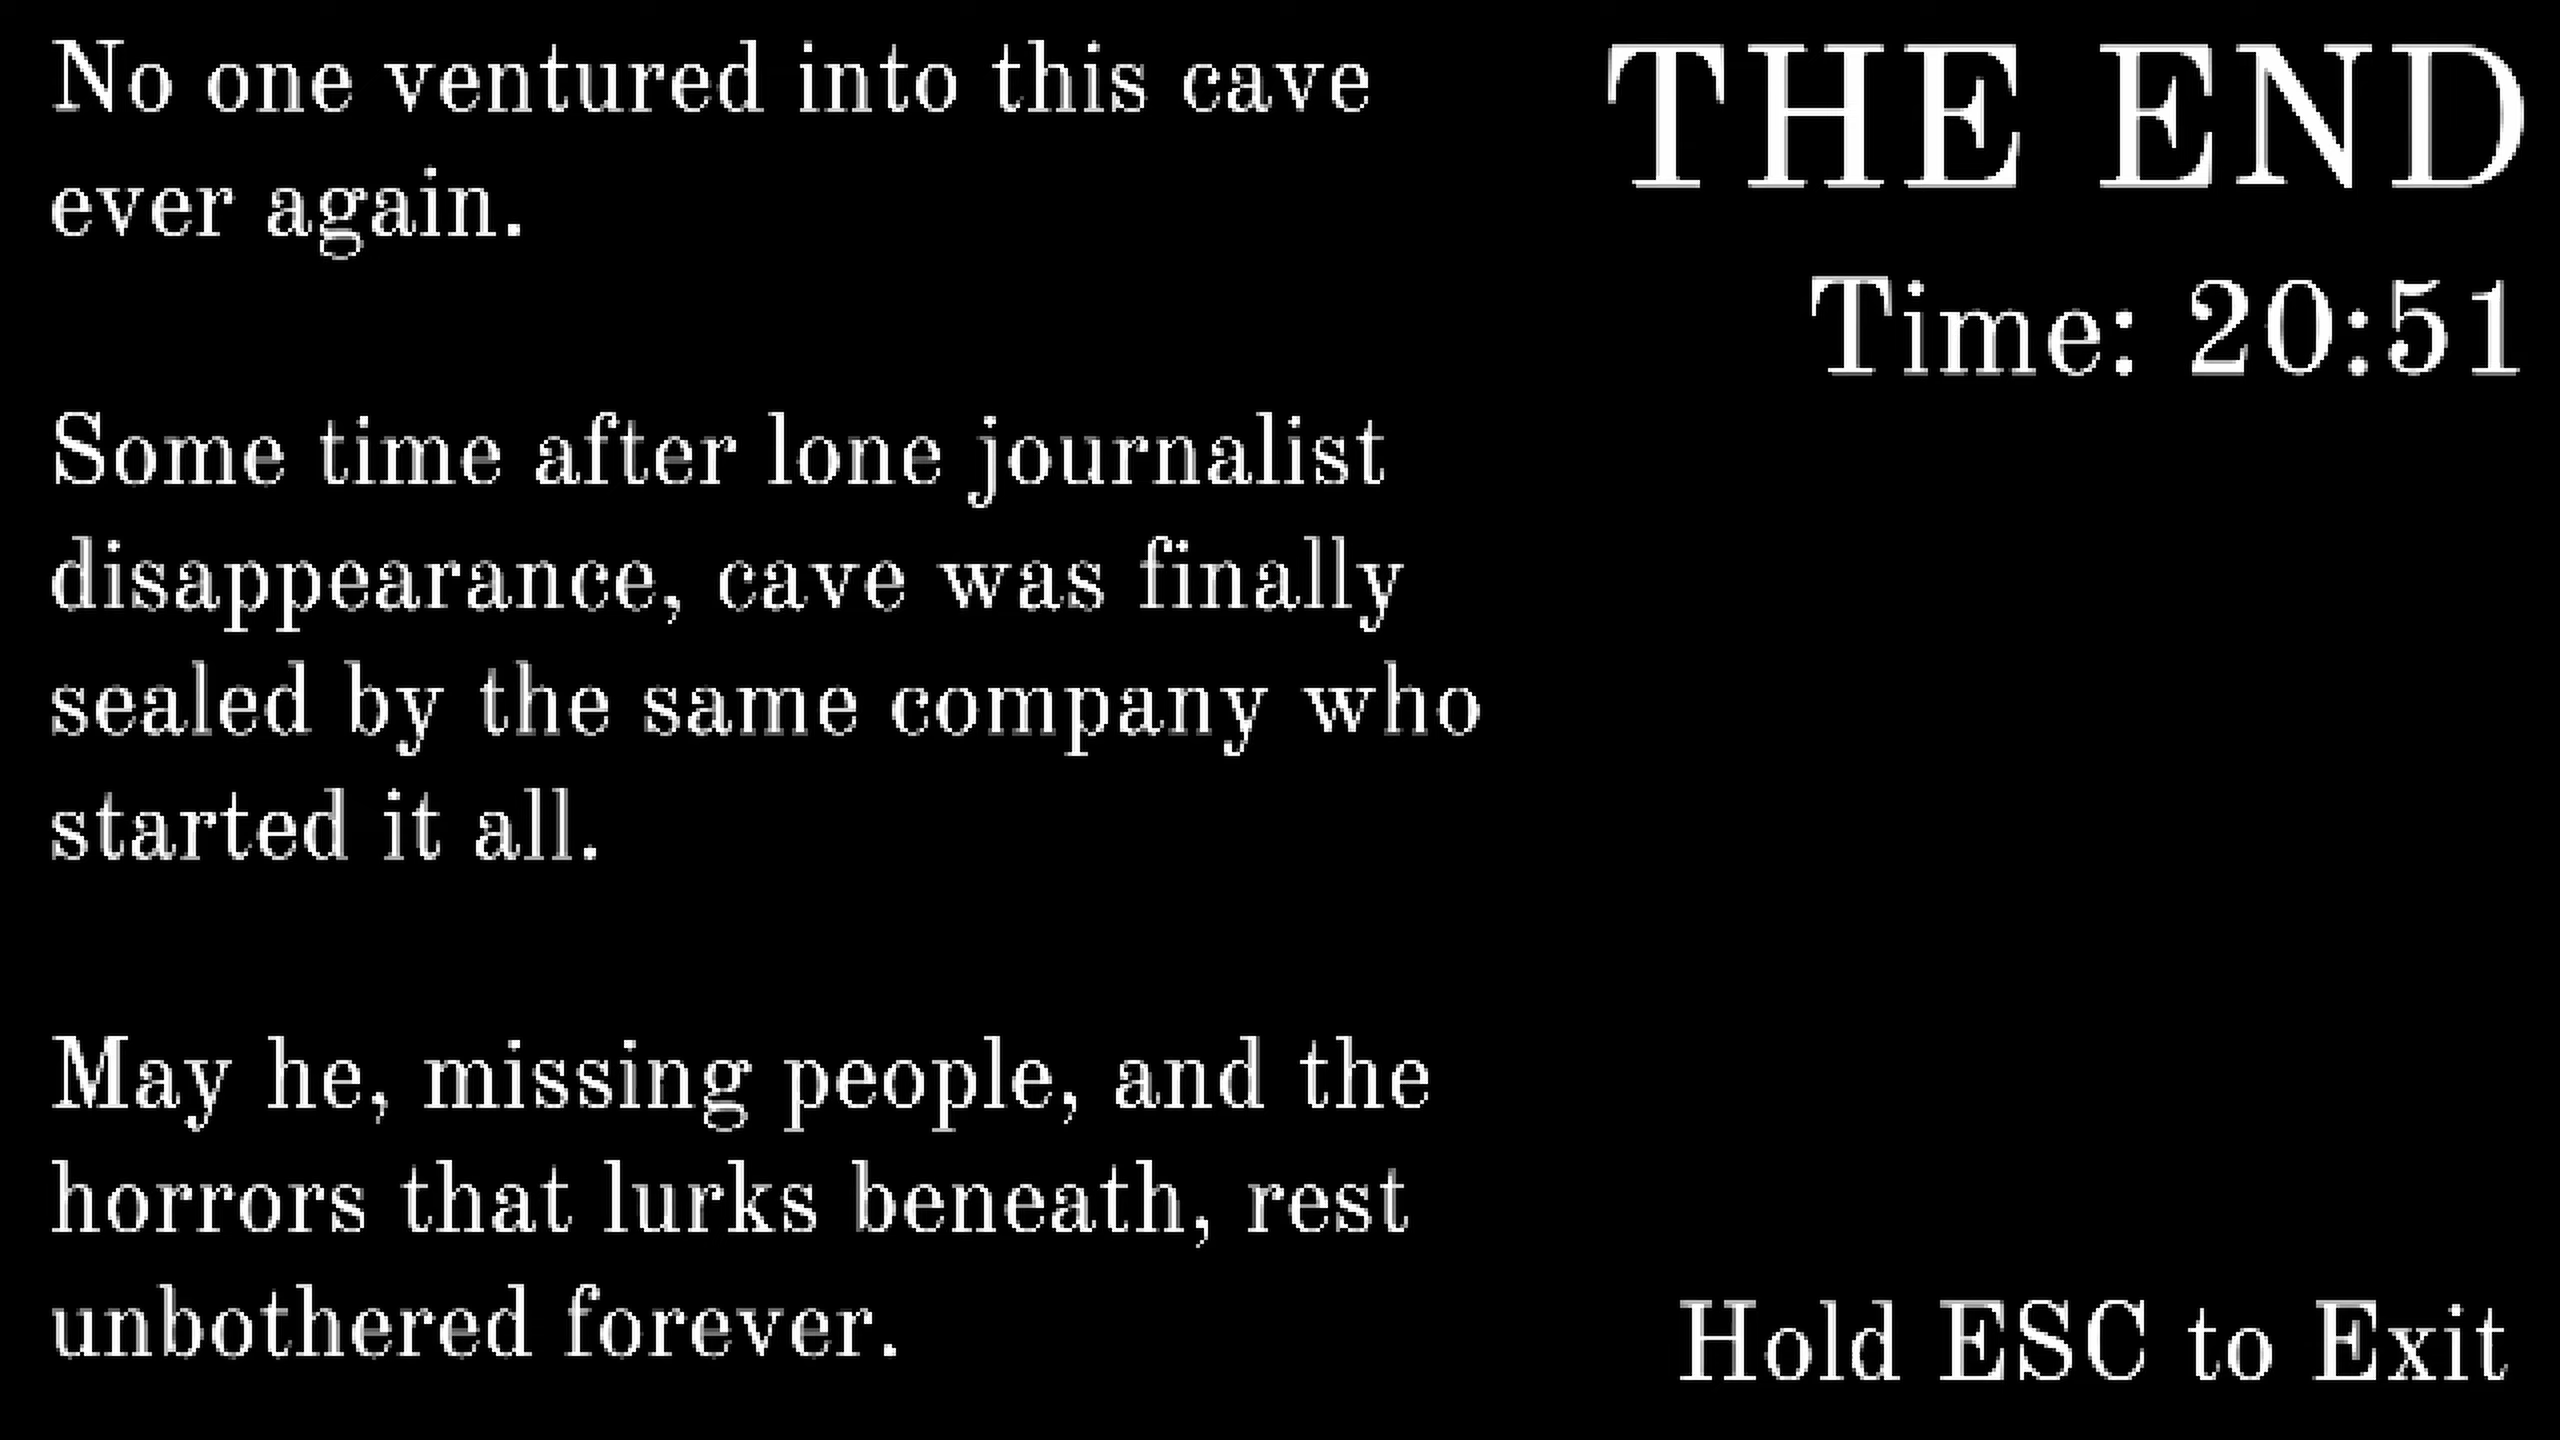 No one ventured into this cave
ever again.
Some time after lone journalist
disappearance, cave was finally
sealed by the same company who
started it all.
May he, missing people, and the
horrors that lurks beneath, rest
unbothered forever.
THE END
Time: 20:51
Hold ESC to Exit